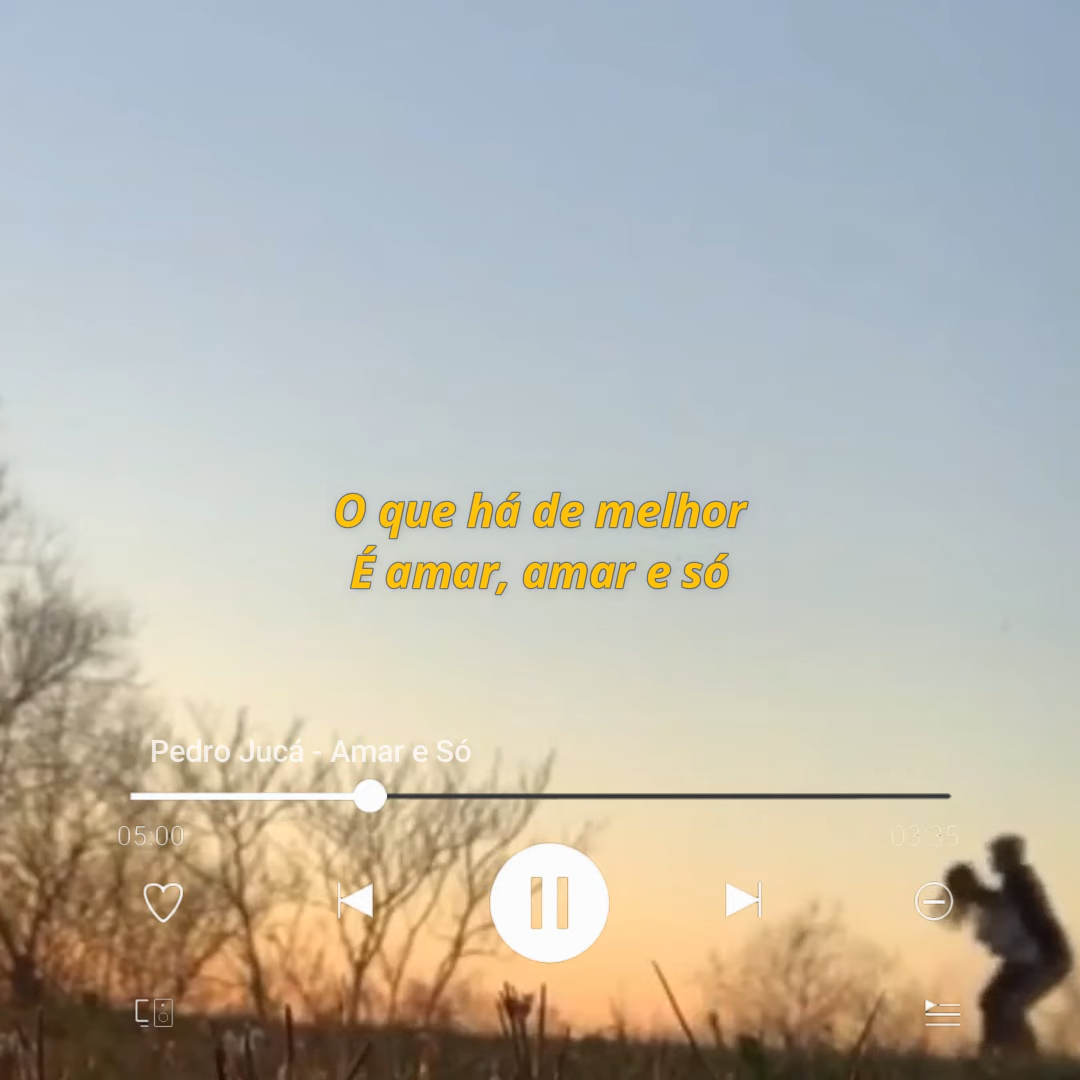 O que há de melhor
É amar, amar e só
Pedro Jucá - Amar e Só
05:00
03:35